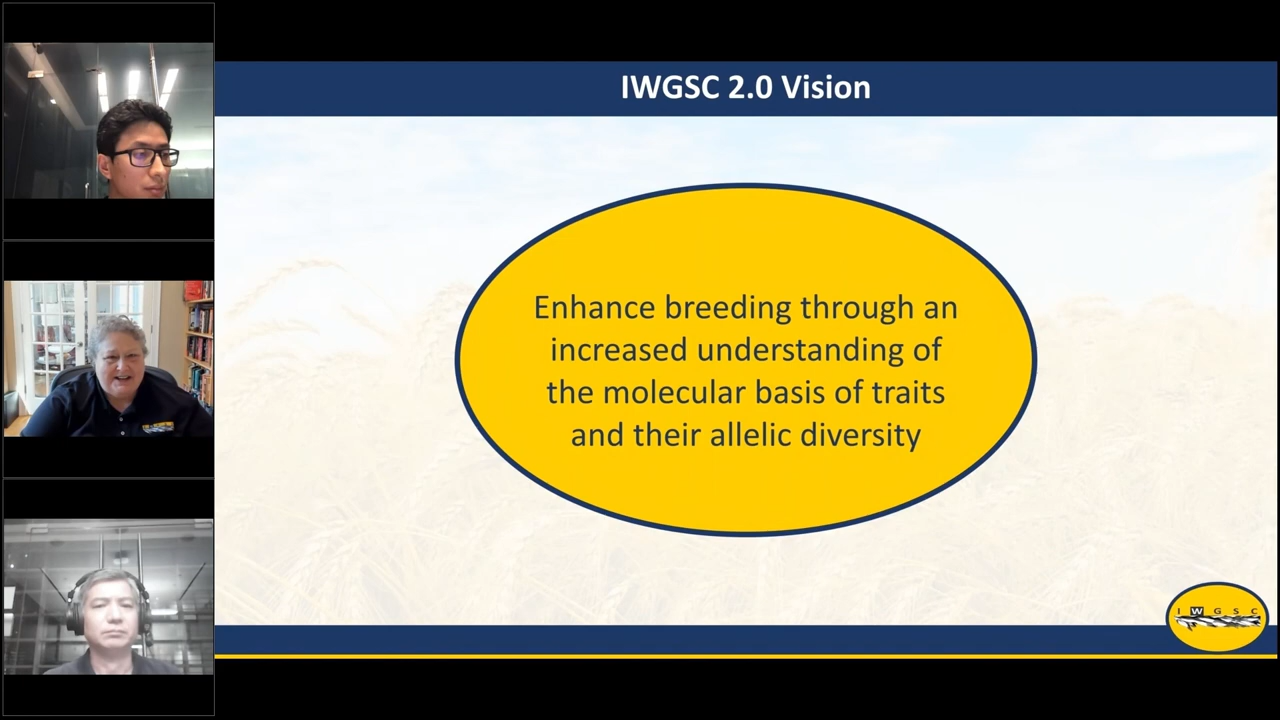 IWGSC 2.0 Vision
Enhance breeding through an
increased understanding of
the molecular basis of traits
and their allelic diversity
I W G S C